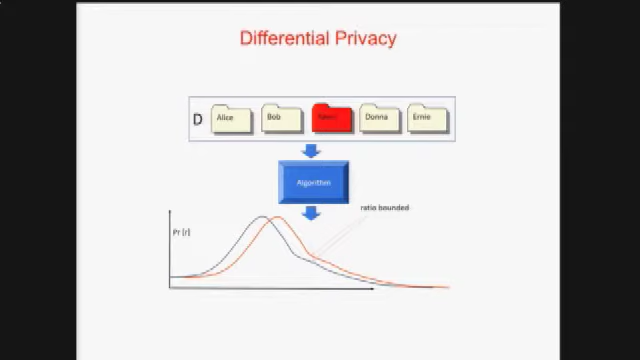 Differential Privacy
D
Alice
Bob
Donna
Ernie
Algorithm
ratio bounded
Pr [r]